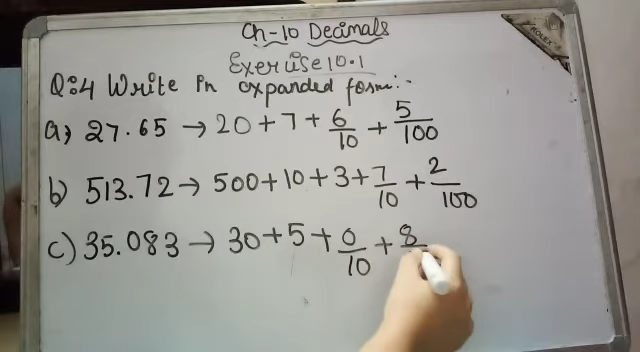 Ch-10 Decimals
Exercise 10.1
Q:4 Write in expanded form:-
a) 27.65 → 20 + 7 + 6/10 + 5/100
b) 513.72 → 500 + 10 + 3 + 7/10 + 2/100
c) 35.083 → 30 + 5 + 0/10 + 8
ROLEX